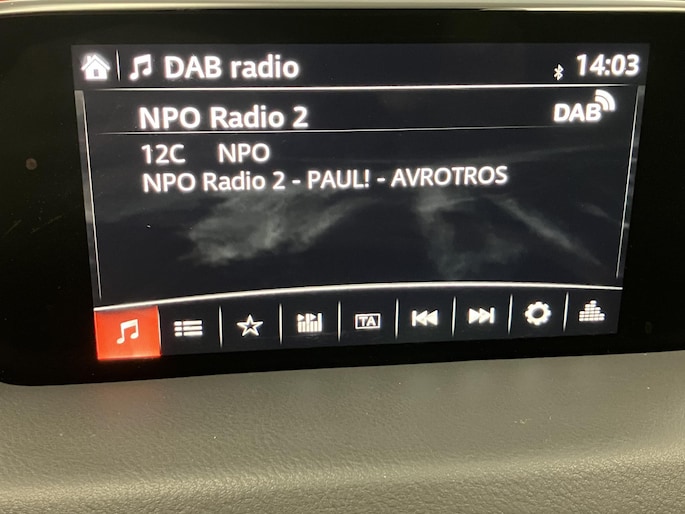 DAB radio 14:03
NPO Radio 2 DAB
12C NPO
NPO Radio 2 - PAUL! - AVROTROS
TA